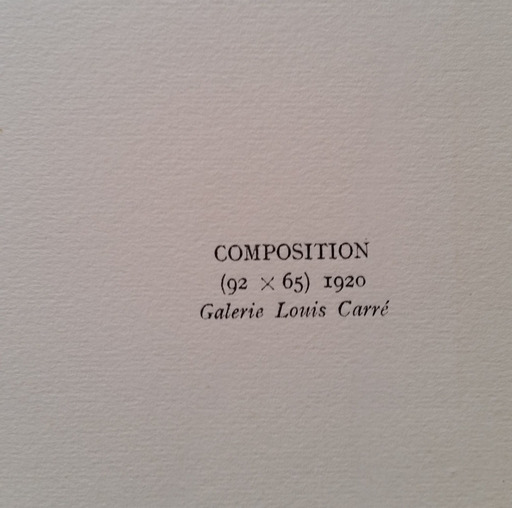 COMPOSITION
(92 × 65) 1920
Galerie Louis Carré